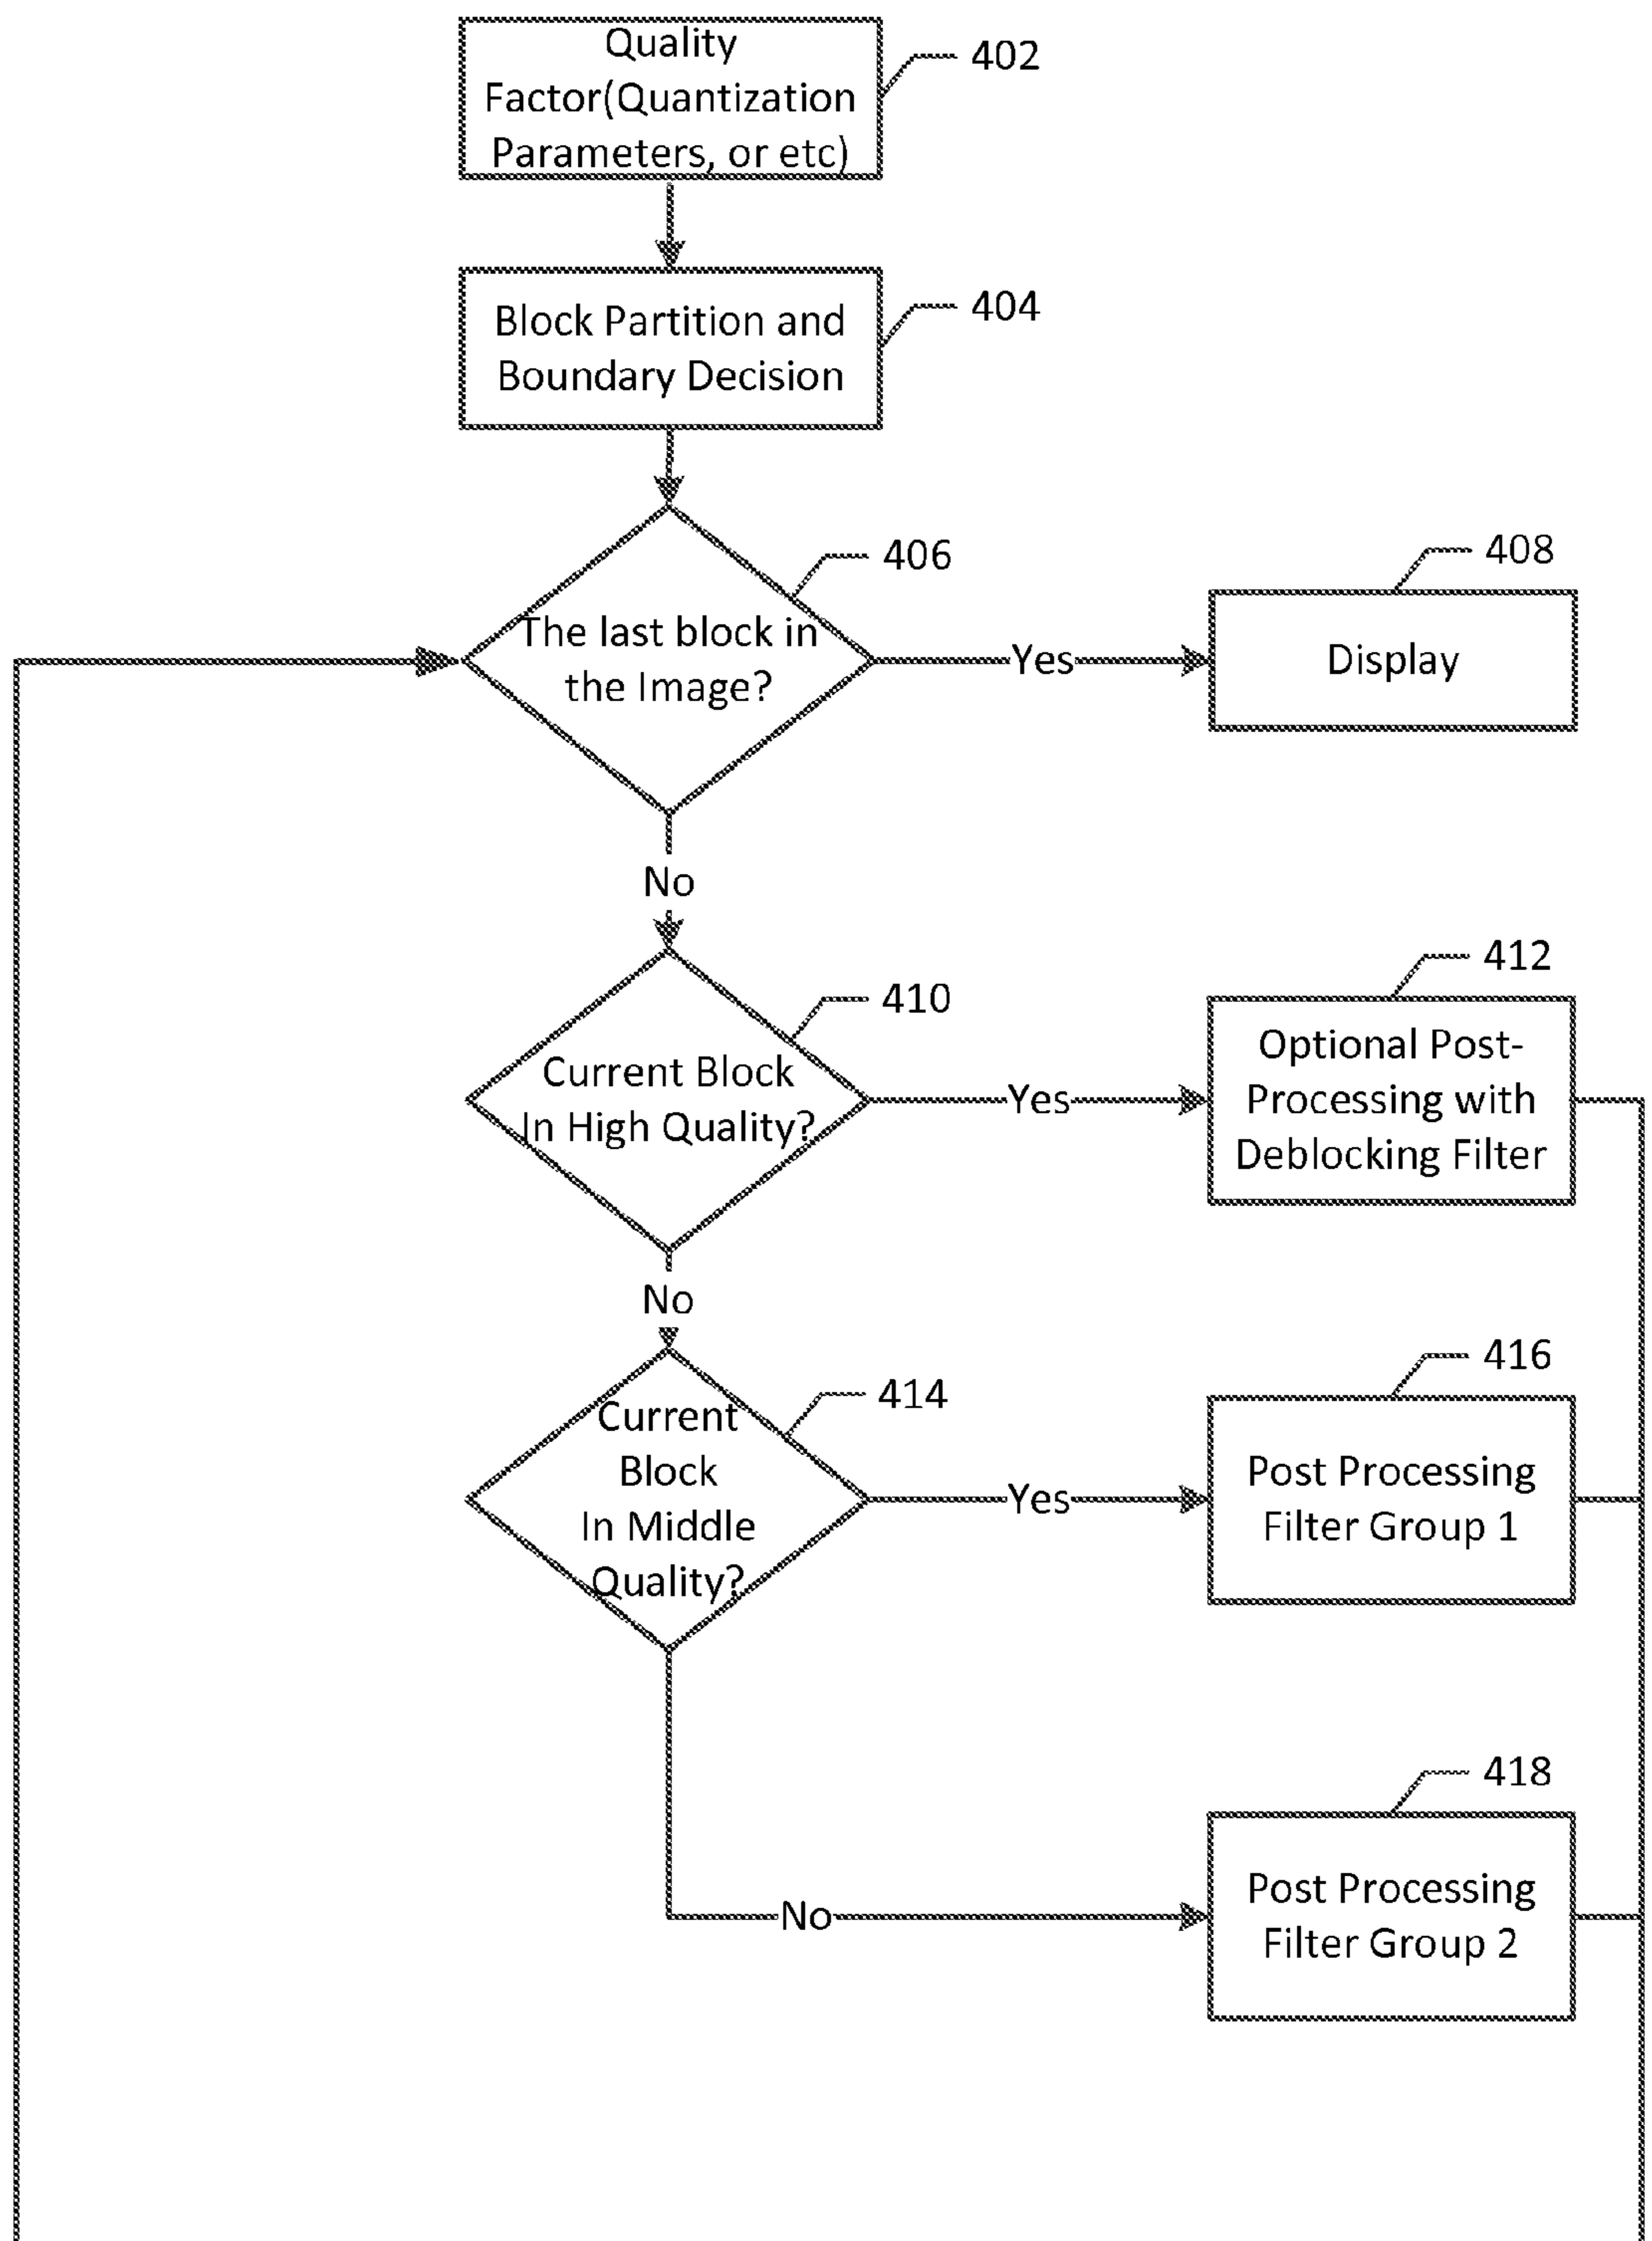 Quality
Factor(Quantization
Parameters, or etc)
402
Block Partition and
Boundary Decision
404
406
The last block in
the Image?
Yes
408
Display
No
410
Current Block
In High Quality?
Yes
412
Optional Post-
Processing with
Deblocking Filter
No
414
Current
Block
In Middle
Quality?
Yes
416
Post Processing
Filter Group 1
No
418
Post Processing
Filter Group 2